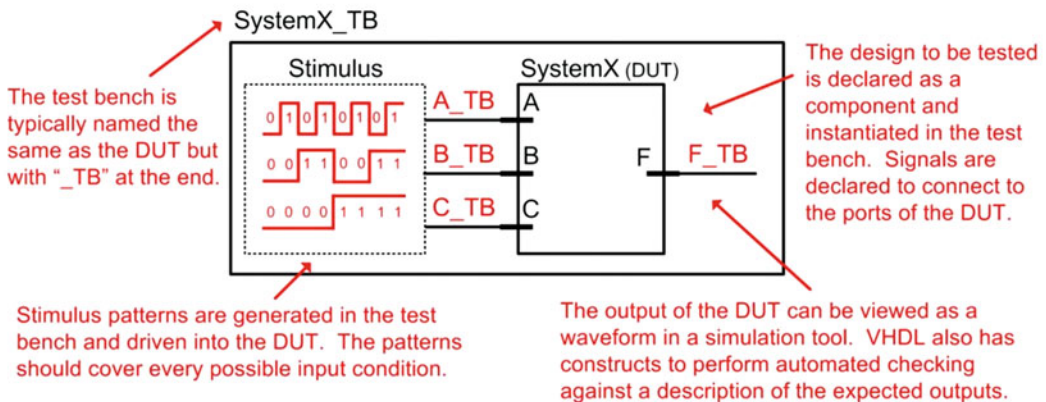 SystemX_TB
The test bench is
typically named the
same as the DUT but
with “_TB” at the end.
Stimulus
0 1 0 1 0 1 0 1
0 0 1 1 0 0 1 1
0 0 0 0 1 1 1 1
A_TB
B_TB
C_TB
SystemX (DUT)
A
B
C
F
F_TB
The design to be tested
is declared as a
component and
instantiated in the test
bench. Signals are
declared to connect to
the ports of the DUT.
Stimulus patterns are generated in the test
bench and driven into the DUT. The patterns
should cover every possible input condition.
The output of the DUT can be viewed as a
waveform in a simulation tool. VHDL also has
constructs to perform automated checking
against a description of the expected outputs.